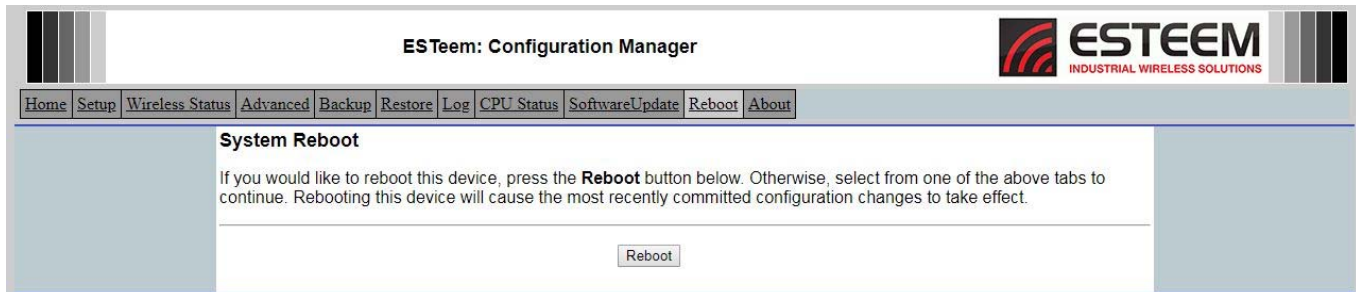 ESTeem: Configuration Manager
ESTEEM
INDUSTRIAL WIRELESS SOLUTIONS
Home Setup Wireless Status Advanced Backup Restore Log CPU Status SoftwareUpdate Reboot About
System Reboot
If you would like to reboot this device, press the Reboot button below. Otherwise, select from one of the above tabs to
continue. Rebooting this device will cause the most recently committed configuration changes to take effect.
Reboot